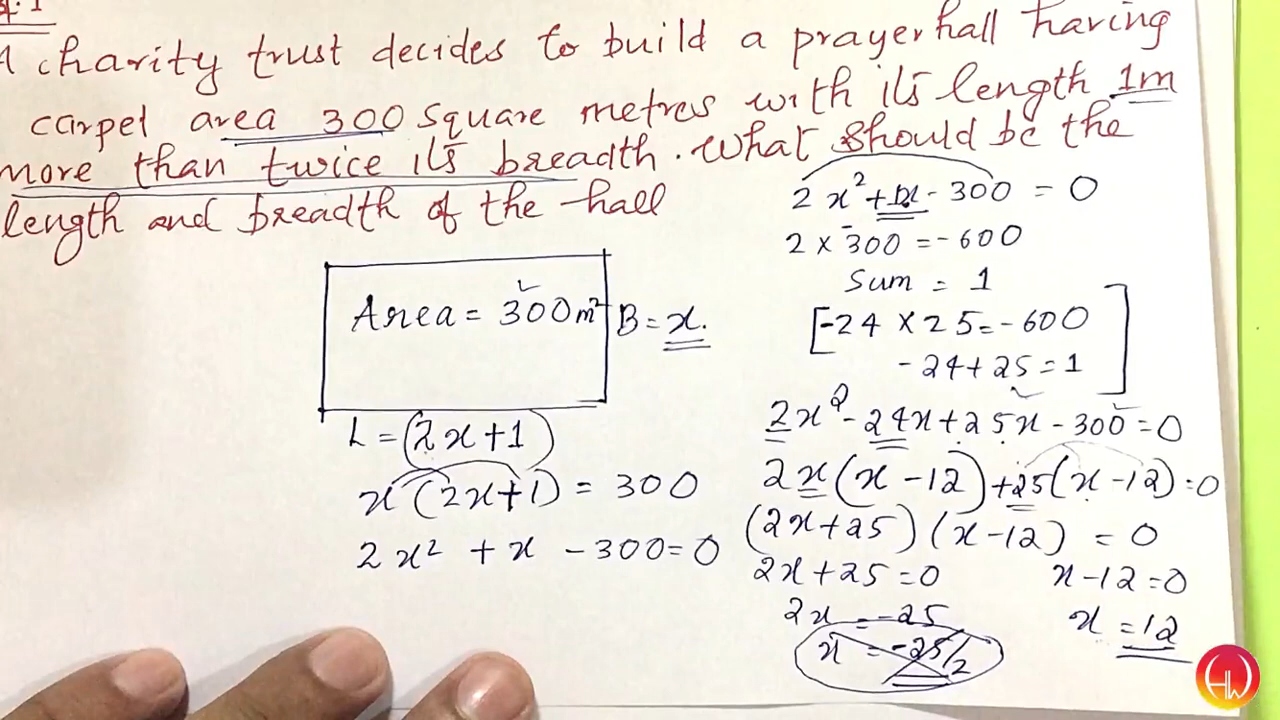 A charity trust decides to build a prayer hall having
carpet area 300 square metres with its length 1m
more than twice its breadth. What should be the
length and breadth of the hall
Area = 300m²
B = x.
L = (2x+1)
x(2x+1) = 300
2x² + x - 300=0
2x²+1x - 300 = 0
2 × -300 = -600
Sum = 1
[-24 × 25 = -600
-24+25=1]
2x² - 24x + 25x - 300 = 0
2x(x - 12) + 25(x - 12) = 0
(2x+25) (x - 12) = 0
2x + 25 = 0
x - 12 = 0
2x = -25
x = 12
x = -25/2
HW